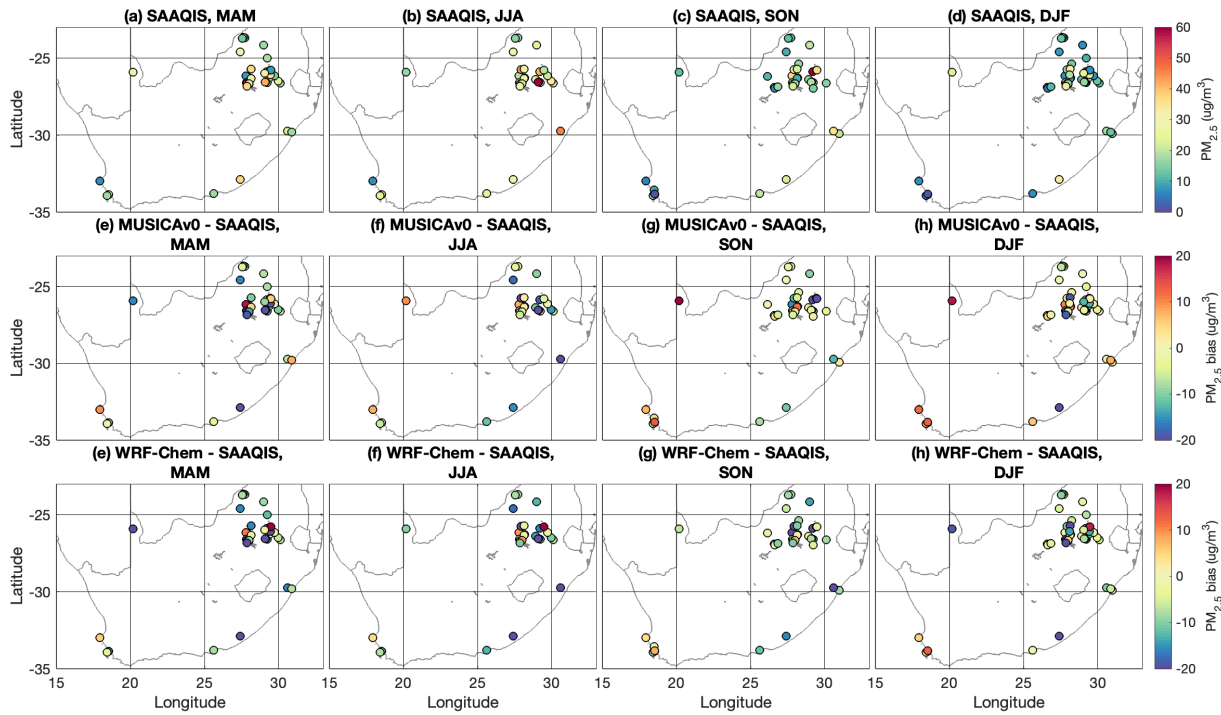 (a) SAAQIS, MAM
(b) SAAQIS, JJA
(c) SAAQIS, SON
(d) SAAQIS, DJF
-25
-30
-35
Latitude
60
50
40
30
20
10
0
PM2.5 (ug/m3)
(e) MUSICAv0 - SAAQIS,
MAM
(f) MUSICAv0 - SAAQIS,
JJA
(g) MUSICAv0 - SAAQIS,
SON
(h) MUSICAv0 - SAAQIS,
DJF
-25
-30
-35
Latitude
20
10
0
-10
-20
PM2.5 bias (ug/m3)
(e) WRF-Chem - SAAQIS,
MAM
(f) WRF-Chem - SAAQIS,
JJA
(g) WRF-Chem - SAAQIS,
SON
(h) WRF-Chem - SAAQIS,
DJF
-25
-30
-35
Latitude
20
10
0
-10
-20
PM2.5 bias (ug/m3)
15 20 25 30
20 25 30
20 25 30
20 25 30
Longitude
Longitude
Longitude
Longitude